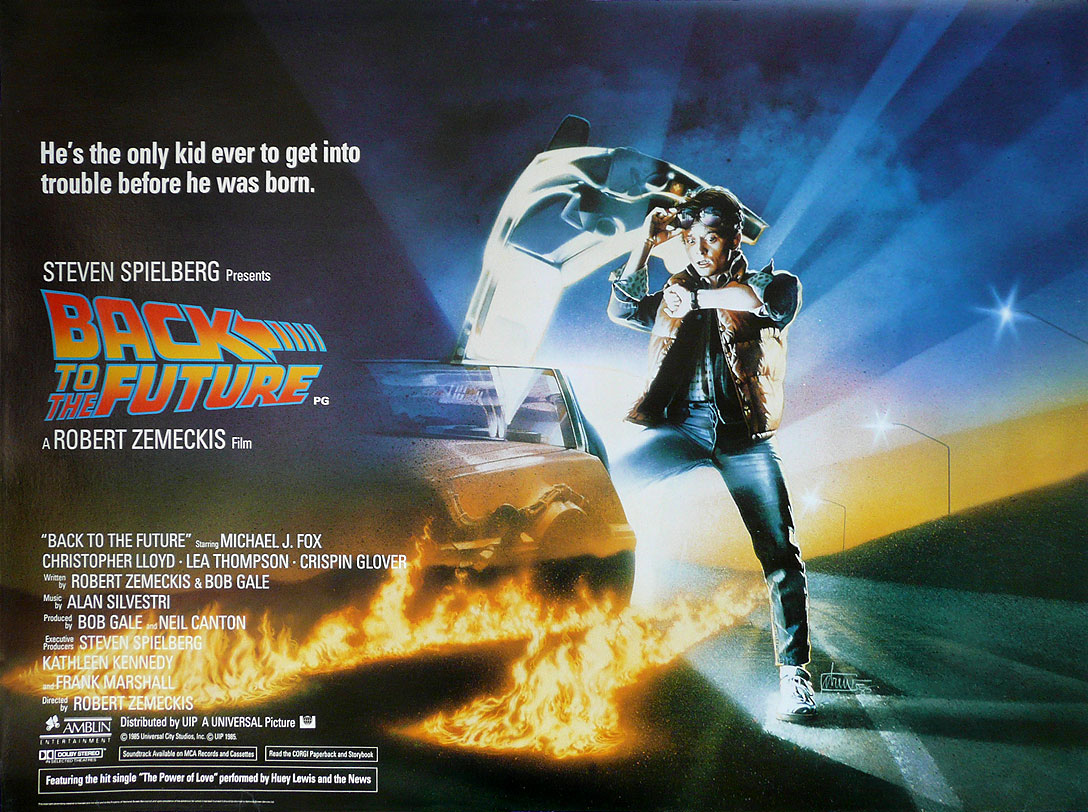 He's the only kid ever to get into
trouble before he was born.
STEVEN SPIELBERG Presents
BACK
TO THE FUTURE
PG
A ROBERT ZEMECKIS Film
"BACK TO THE FUTURE" Starring MICHAEL J. FOX
CHRISTOPHER LLOYD · LEA THOMPSON · CRISPIN GLOVER
Written by ROBERT ZEMECKIS & BOB GALE
Music by ALAN SILVESTRI
Produced by BOB GALE and NEIL CANTON
Executive Producers STEVEN SPIELBERG
KATHLEEN KENNEDY
and FRANK MARSHALL
Directed by ROBERT ZEMECKIS
AMBLIN
ENTERTAINMENT
Distributed by UIP A UNIVERSAL Picture
© 1985 Universal City Studios, Inc. © UIP 1985.
DOLBY STEREO
IN SELECTED THEATRES
Soundtrack Available on MCA Records and Cassettes
Read the CORGI Paperback and Storybook
Featuring the hit single "The Power of Love" performed by Huey Lewis and the News
drew